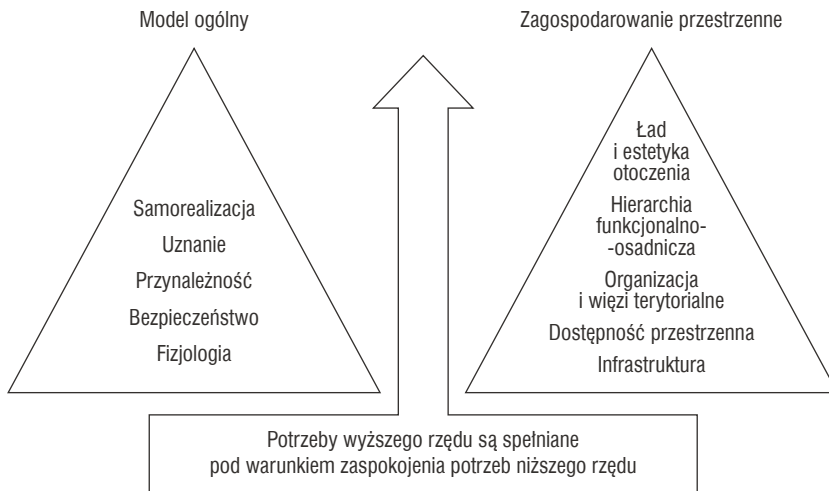 Model ogólny
Samorealizacja
Uznanie
Przynależność
Bezpieczeństwo
Fizjologia
Zagospodarowanie przestrzenne
Ład
i estetyka
otoczenia
Hierarchia
funkcjonalno-
-osadnicza
Organizacja
i więzi terytorialne
Dostępność przestrzenna
Infrastruktura
Potrzeby wyższego rzędu są spełniane
pod warunkiem zaspokojenia potrzeb niższego rzędu